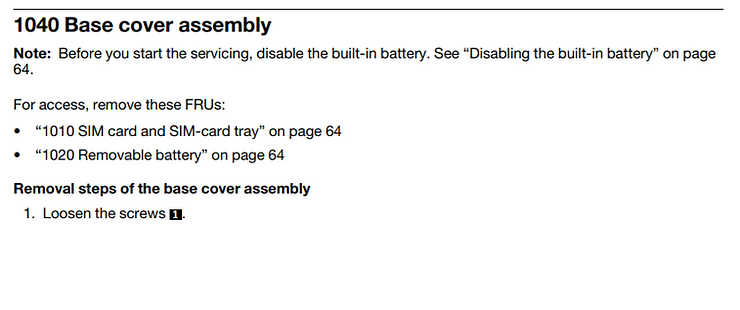 1040 Base cover assembly
Note: Before you start the servicing, disable the built-in battery. See “Disabling the built-in battery” on page
64.
For access, remove these FRUs:
• “1010 SIM card and SIM-card tray” on page 64
• “1020 Removable battery” on page 64
Removal steps of the base cover assembly
1. Loosen the screws 1.